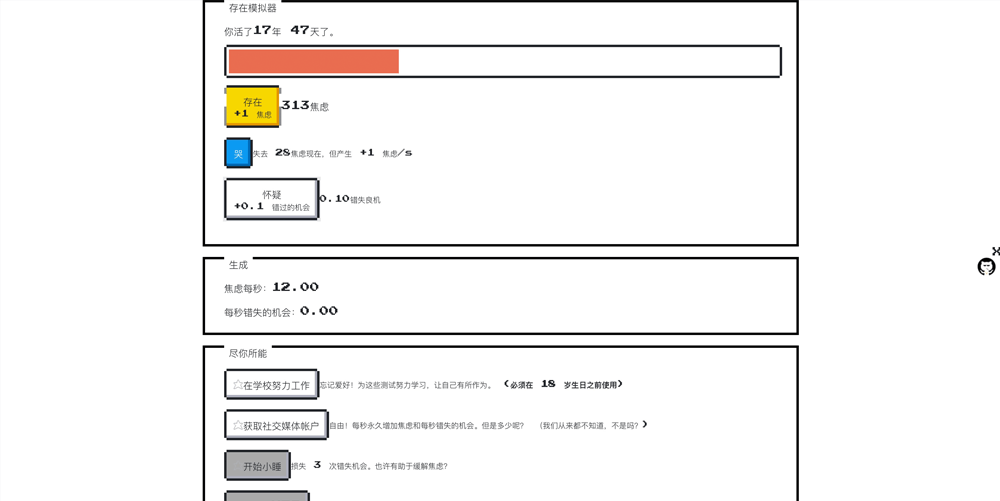 存在模拟器
你活了17年 47天了。
存在
+1 焦虑
313焦虑
哭 失去 28焦虑现在，但产生 +1 焦虑/s
怀疑
+0.1 错过的机会
0.10错失良机
生成
焦虑每秒：12.00
每秒错失的机会：0.00
尽你所能
☆在学校努力工作 忘记爱好！为这些测试努力学习，让自己有所作为。 (必须在 18 岁生日之前使用)
☆获取社交媒体帐户 自由！每秒永久增加焦虑和每秒错失的机会。但是多少呢？ （我们从来都不知道，不是吗？)
开始小睡 损失 3 次错失机会。也许有助于缓解焦虑？